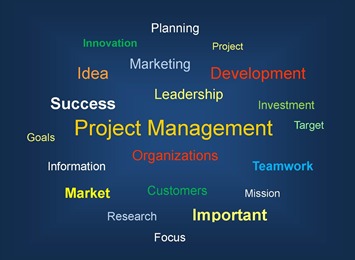 Planning
Innovation
Project
Marketing
Idea
Development
Leadership
Success
Investment
Project Management
Target
Goals
Organizations
Information
Teamwork
Market
Customers
Mission
Research
Important
Focus